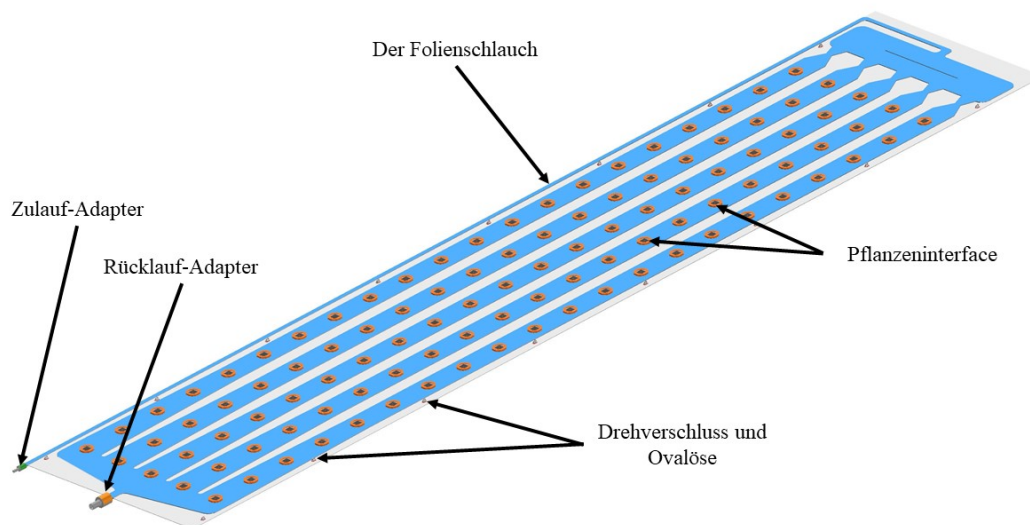 Der Folienschlauch
Zulauf-Adapter
Rücklauf-Adapter
Pflanzeninterface
Drehverschluss und
Ovalöse